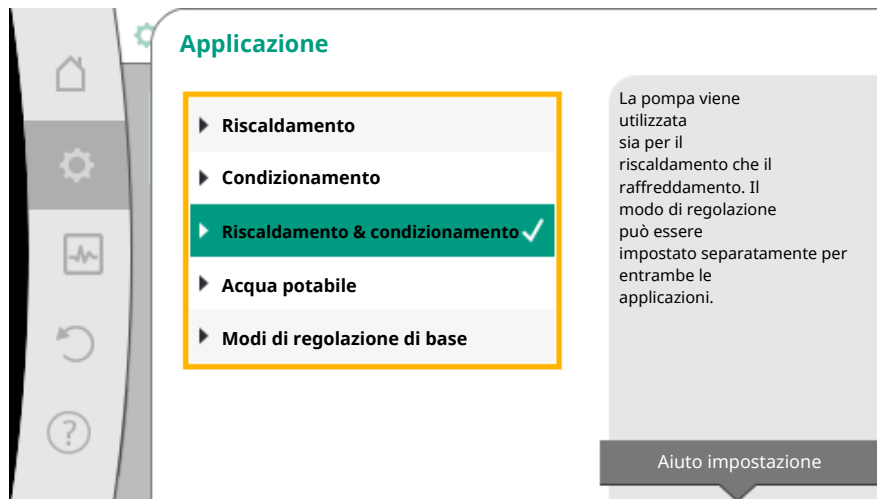 Applicazione
Riscaldamento
Condizionamento
Riscaldamento & condizionamento
Acqua potabile
Modi di regolazione di base
La pompa viene
utilizzata
sia per il
riscaldamento che il
raffreddamento. Il
modo di regolazione
può essere
impostato separatamente per
entrambe le
applicazioni.
Aiuto impostazione